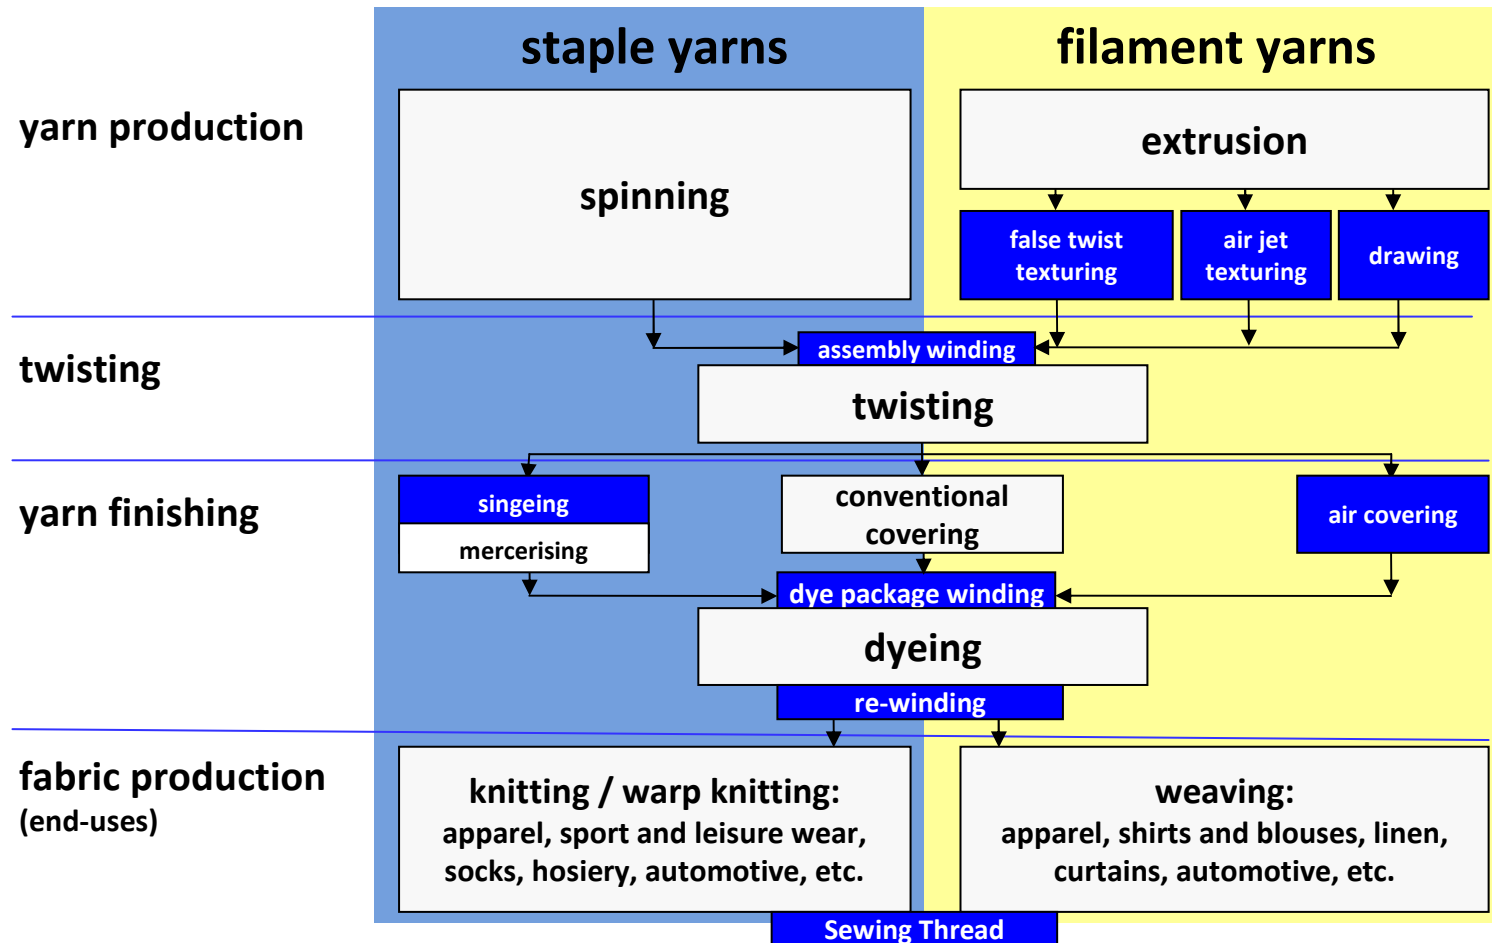 staple yarns
filament yarns
yarn production
spinning
extrusion
false twist
texturing
air jet
texturing
drawing
twisting
assembly winding
twisting
yarn finishing
singeing
mercerising
conventional
covering
air covering
dye package winding
dyeing
re-winding
fabric production
(end-uses)
knitting / warp knitting:
apparel, sport and leisure wear,
socks, hosiery, automotive, etc.
weaving:
apparel, shirts and blouses, linen,
curtains, automotive, etc.
Sewing Thread